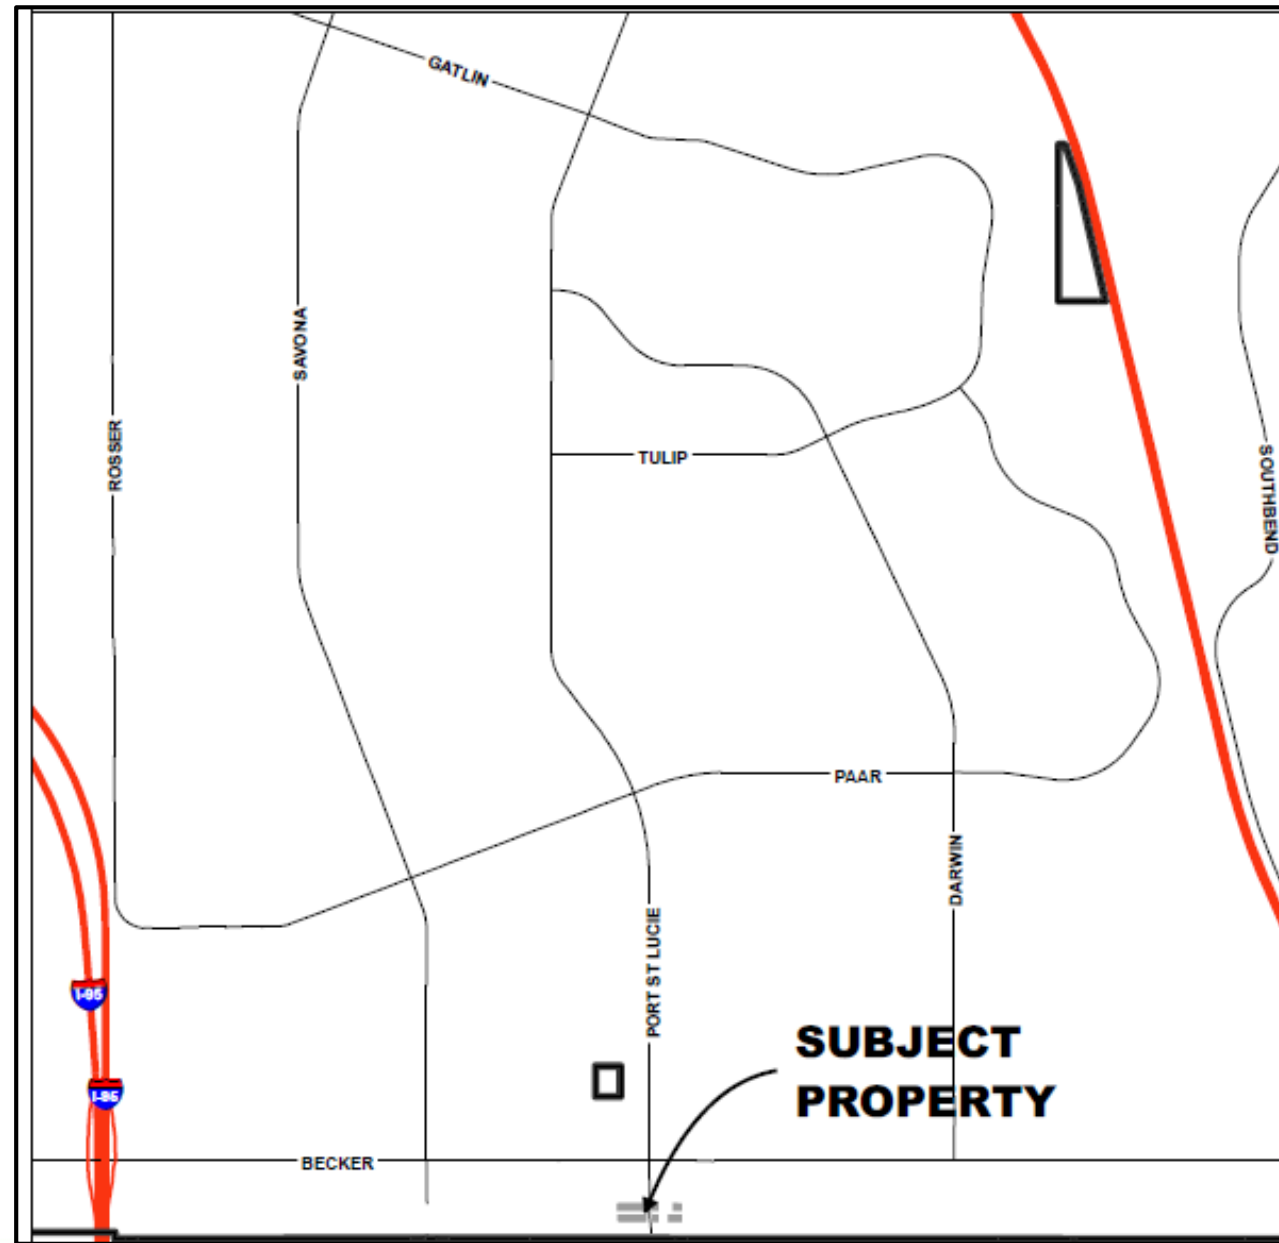 GATLIN
SAVONA
ROSSER
TULIP
SOUTHBEND
PAAR
DARWIN
PORT ST LUCIE
I-95
SUBJECT
PROPERTY
I-95
BECKER